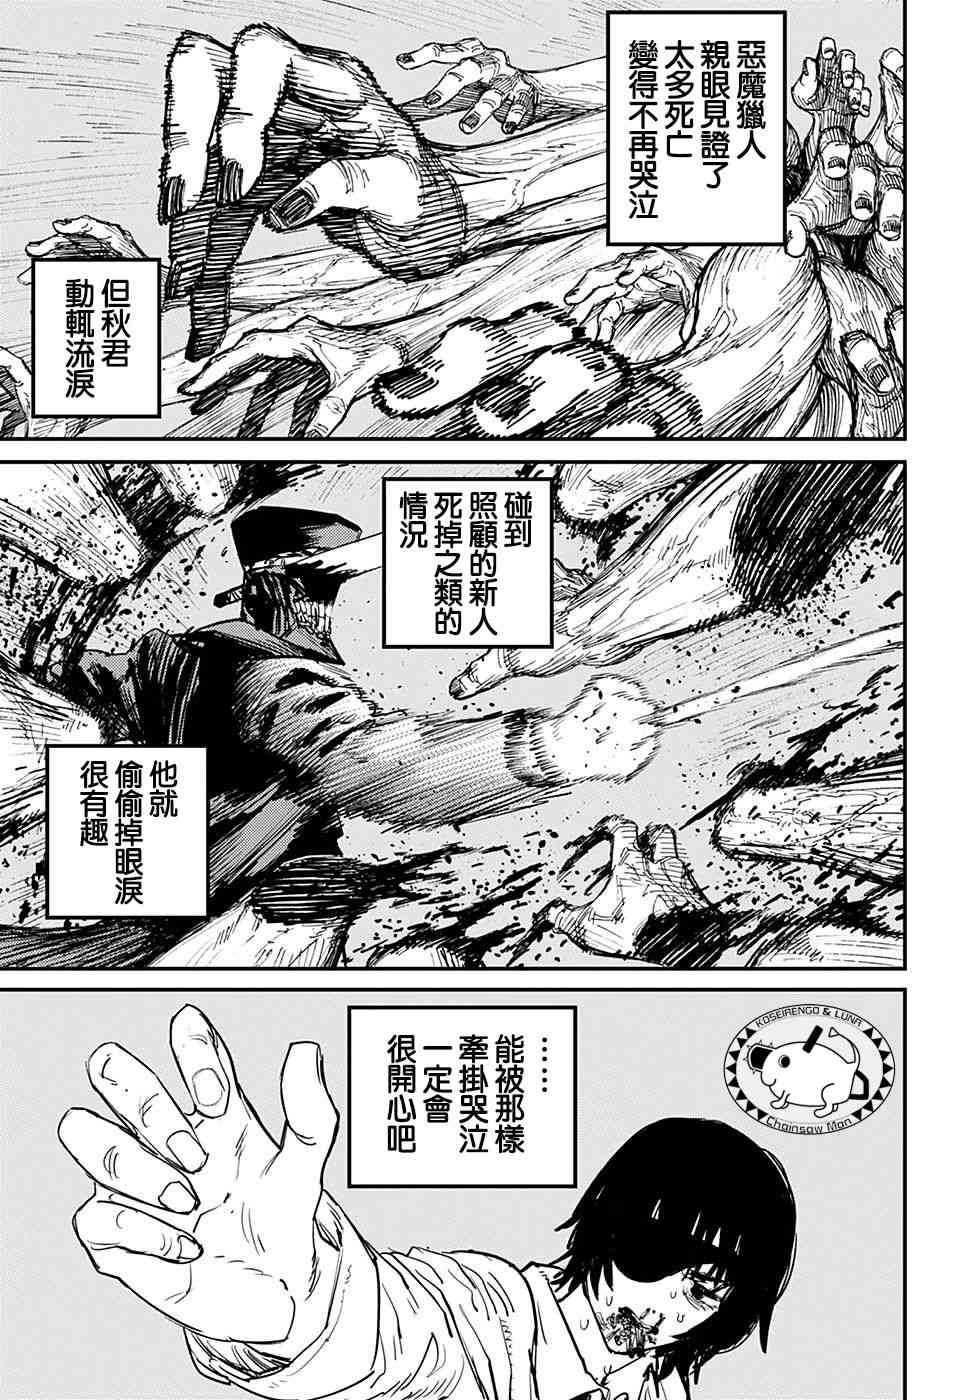 惡魔獵人
親眼見證了
太多死亡
變得不再哭泣
但秋君
動輒流淚
碰到
照顧的新人
死掉之類的
情況
他就
偷偷掉眼淚
很有趣
……
能被那樣
牽掛哭泣
一定會
很開心吧
KOSEIRENGO & LUNA
Chainsaw Man